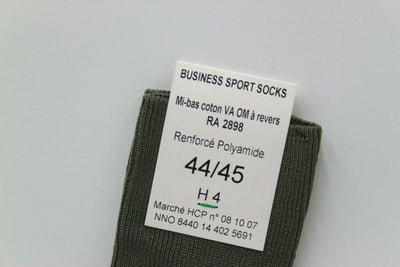 BUSINESS SPORT SOCKS
Mi-bas coton VA OM à revers
RA 2898
Renforcé Polyamide
44/45
H 4
Marché HCP n° 08 10 07
NNO 8440 14 402 5691